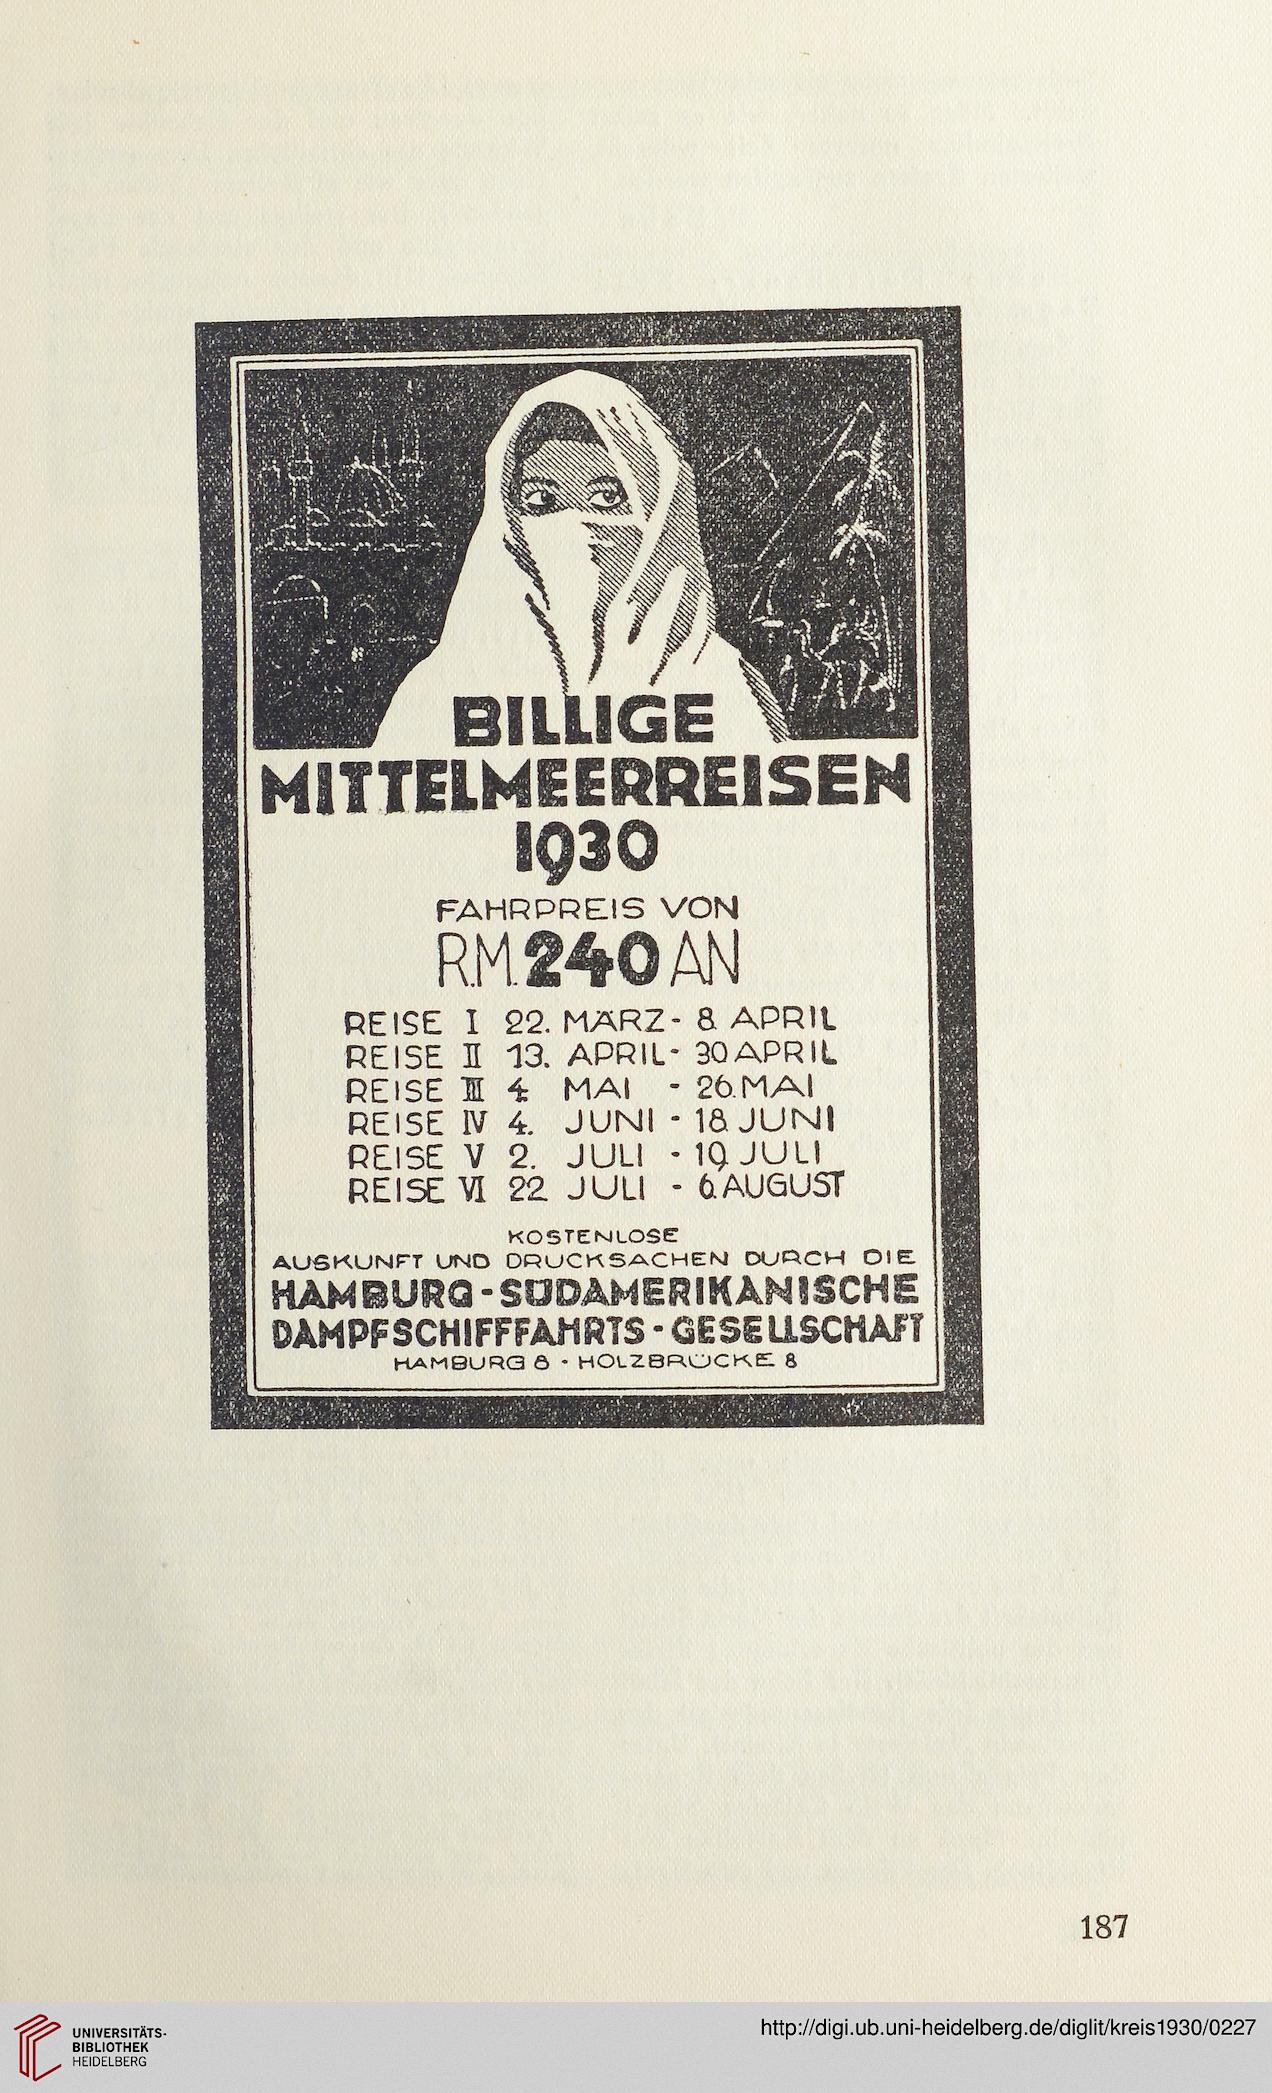 BILLIGE
MITTELMEERREISEN
1930
FAHRPREIS VON
R.M. 240 AN
REISE I 22. MÄRZ - 8. APRIL
REISE II 13. APRIL - 30 APRIL
REISE III 4 MAI - 26. MAI
REISE IV 4. JUNI - 18. JUNI
REISE V 2. JULI - 19. JULI
REISE VI 22 JULI - 6. AUGUST
KOSTENLOSE
AUSKUNFT UND DRUCKSACHEN DURCH DIE
HAMBURG-SÜDAMERIKANISCHE
DAMPFSCHIFFFAHRTS-GESELLSCHAFT
HAMBURG 8 · HOLZBRÜCKE 8
187
UNIVERSITÄTS-
BIBLIOTHEK
HEIDELBERG
http://digi.ub.uni-heidelberg.de/diglit/kreis1930/0227